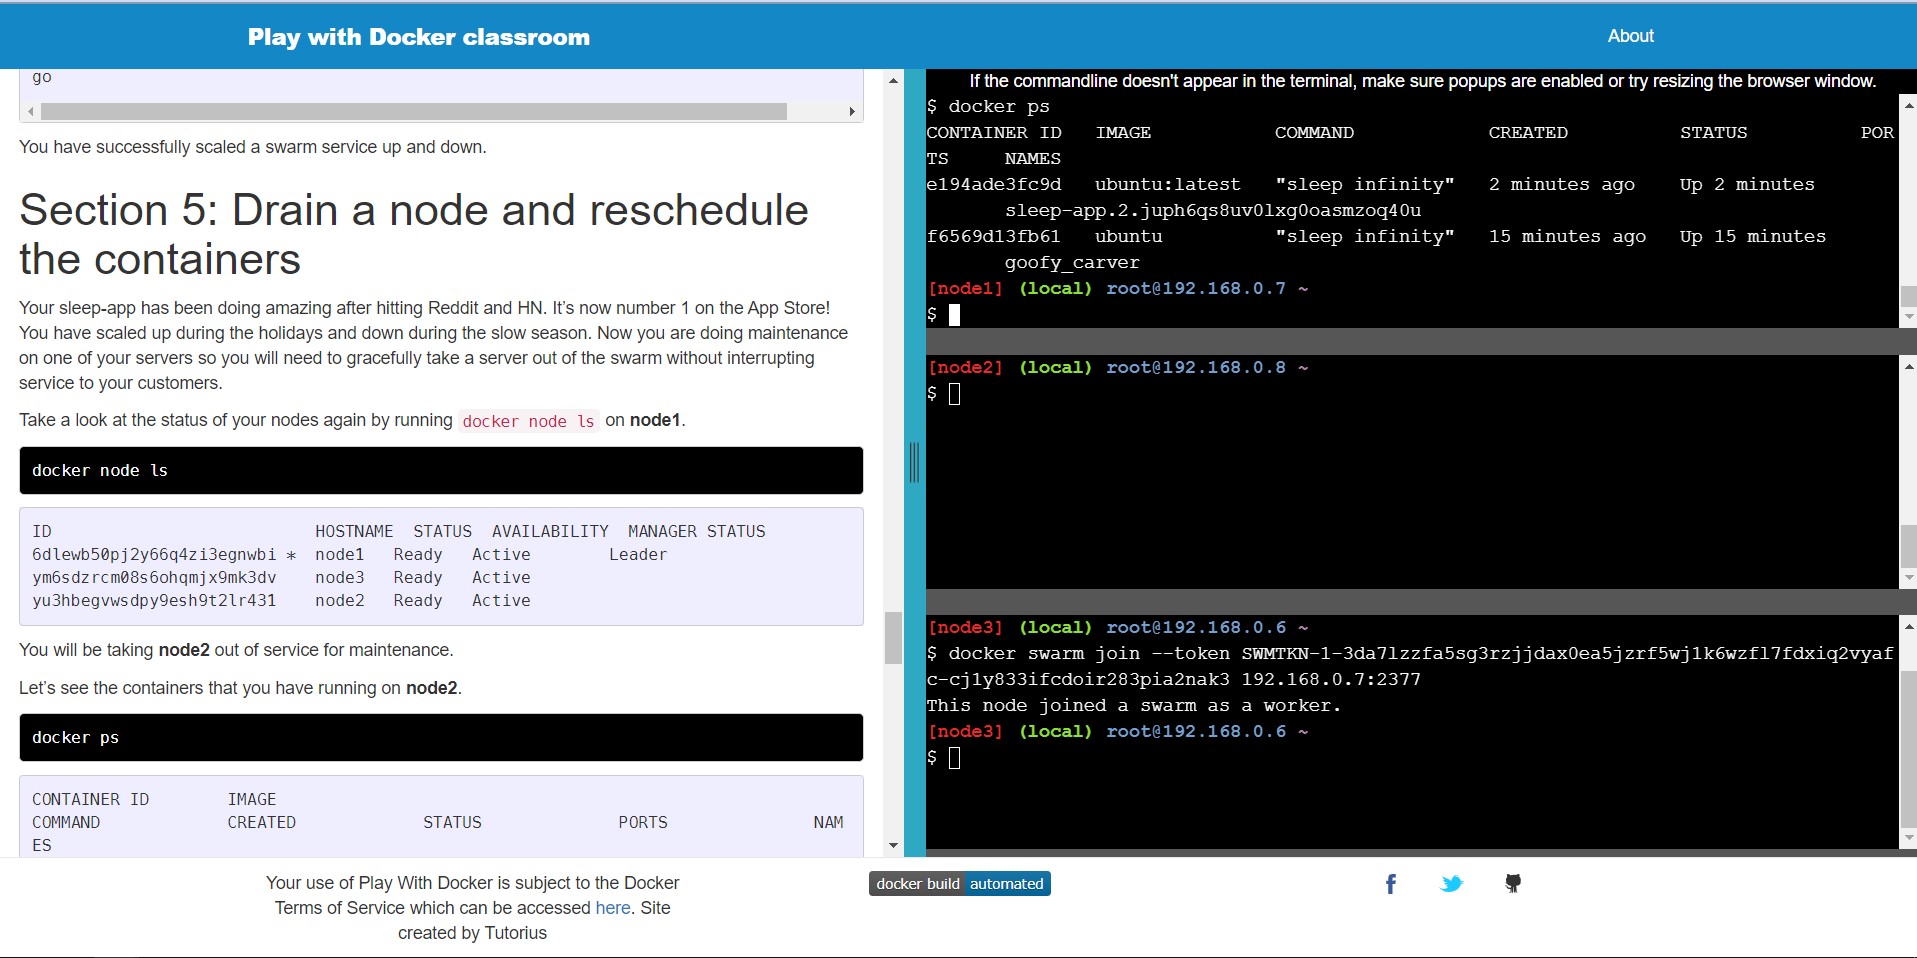 Play with Docker classroom
About
go
You have successfully scaled a swarm service up and down.
Section 5: Drain a node and reschedule
the containers
Your sleep-app has been doing amazing after hitting Reddit and HN. It’s now number 1 on the App Store!
You have scaled up during the holidays and down during the slow season. Now you are doing maintenance
on one of your servers so you will need to gracefully take a server out of the swarm without interrupting
service to your customers.
Take a look at the status of your nodes again by running docker node ls on node1.
docker node ls
ID HOSTNAME STATUS AVAILABILITY MANAGER STATUS
6dlewb50pj2y66q4zi3egnwbi * node1 Ready Active Leader
ym6sdzrcm08s6ohqmjx9mk3dv node3 Ready Active
yu3hbegvwsdpy9esh9t2lr431 node2 Ready Active
You will be taking node2 out of service for maintenance.
Let’s see the containers that you have running on node2.
docker ps
CONTAINER ID IMAGE
COMMAND CREATED STATUS PORTS NAM
ES
If the commandline doesn't appear in the terminal, make sure popups are enabled or try resizing the browser window.
$ docker ps
CONTAINER ID IMAGE COMMAND CREATED STATUS POR
TS NAMES
e194ade3fc9d ubuntu:latest "sleep infinity" 2 minutes ago Up 2 minutes
sleep-app.2.juph6qs8uv0lxg0oasmzoq40u
f6569d13fb61 ubuntu "sleep infinity" 15 minutes ago Up 15 minutes
goofy_carver
[node1] (local) root@192.168.0.7 ~
$
[node2] (local) root@192.168.0.8 ~
$
[node3] (local) root@192.168.0.6 ~
$ docker swarm join --token SWMTKN-1-3da7lzzfa5sg3rzjjdax0ea5jzrf5wj1k6wzfl7fdxiq2vyaf
c-cj1y833ifcdoir283pia2nak3 192.168.0.7:2377
This node joined a swarm as a worker.
[node3] (local) root@192.168.0.6 ~
$
Your use of Play With Docker is subject to the Docker
Terms of Service which can be accessed here. Site
created by Tutorius
docker build automated